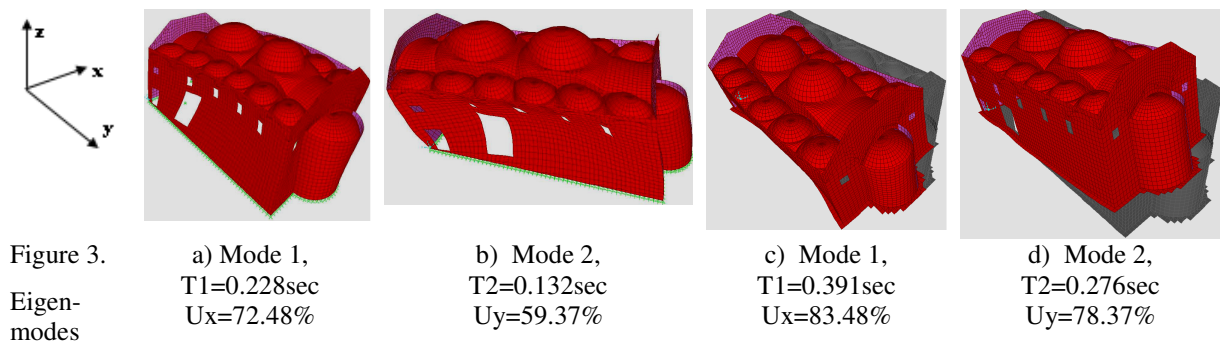 z
x
y
Figure 3.
Eigen-
modes
a) Mode 1,
T1=0.228sec
Ux=72.48%
b) Mode 2,
T2=0.132sec
Uy=59.37%
c) Mode 1,
T1=0.391sec
Ux=83.48%
d) Mode 2,
T2=0.276sec
Uy=78.37%